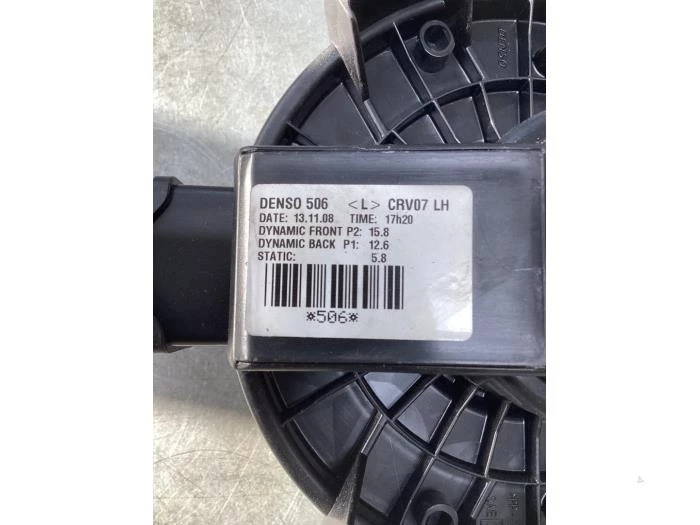 DENSO 506 <L> CRV07 LH
DATE: 13.11.08 TIME: 17h20
DYNAMIC FRONT P2: 15.8
DYNAMIC BACK P1: 12.6
STATIC: 5.8
*506*